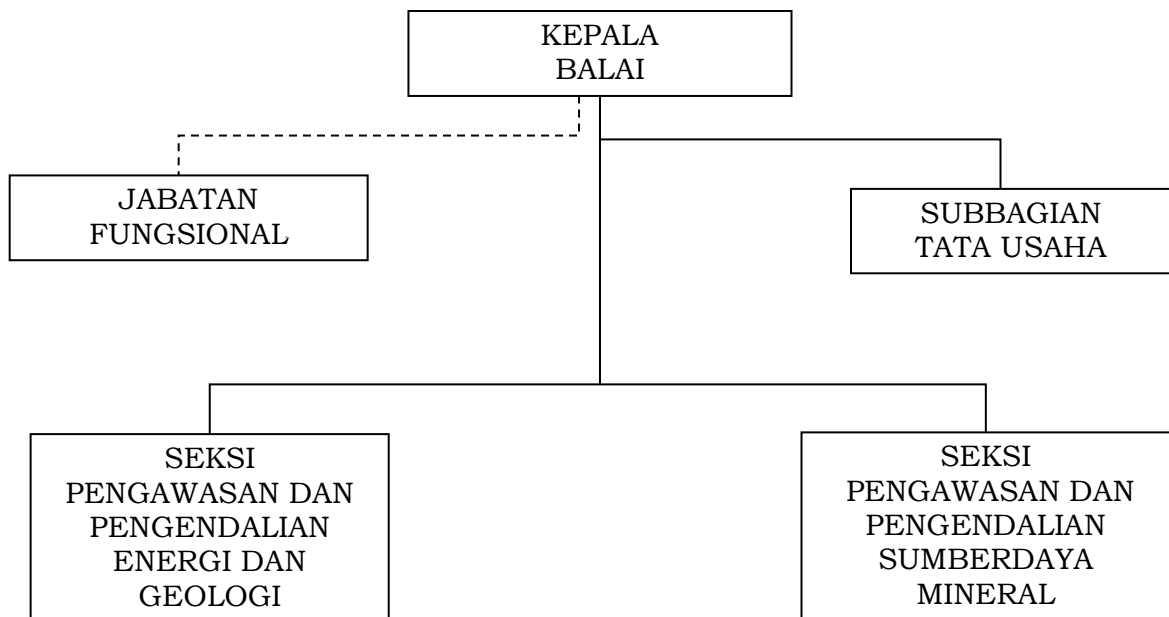 KEPALA
BALAI
JABATAN
FUNGSIONAL
SUBBAGIAN
TATA USAHA
SEKSI
PENGAWASAN DAN
PENGENDALIAN
ENERGI DAN
GEOLOGI
SEKSI
PENGAWASAN DAN
PENGENDALIAN
SUMBERDAYA
MINERAL